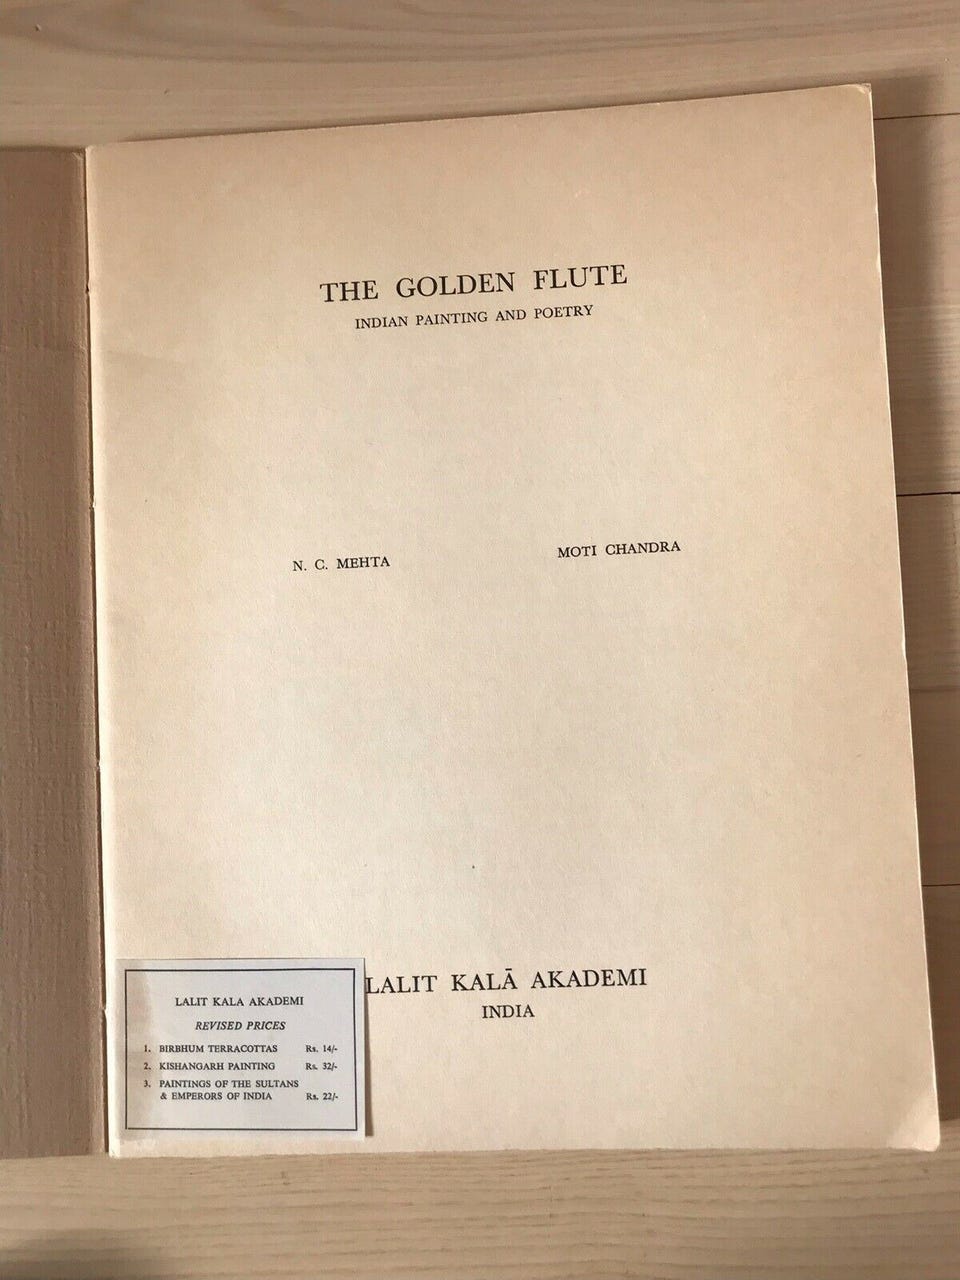 THE GOLDEN FLUTE
INDIAN PAINTING AND POETRY
N. C. MEHTA MOTI CHANDRA
LALIT KALĀ AKADEMI
INDIA
LALIT KALA AKADEMI
REVISED PRICES
1. BIRBHUM TERRACOTTAS Rs. 14/-
2. KISHANGARH PAINTING Rs. 32/-
3. PAINTINGS OF THE SULTANS
& EMPERORS OF INDIA Rs. 22/-